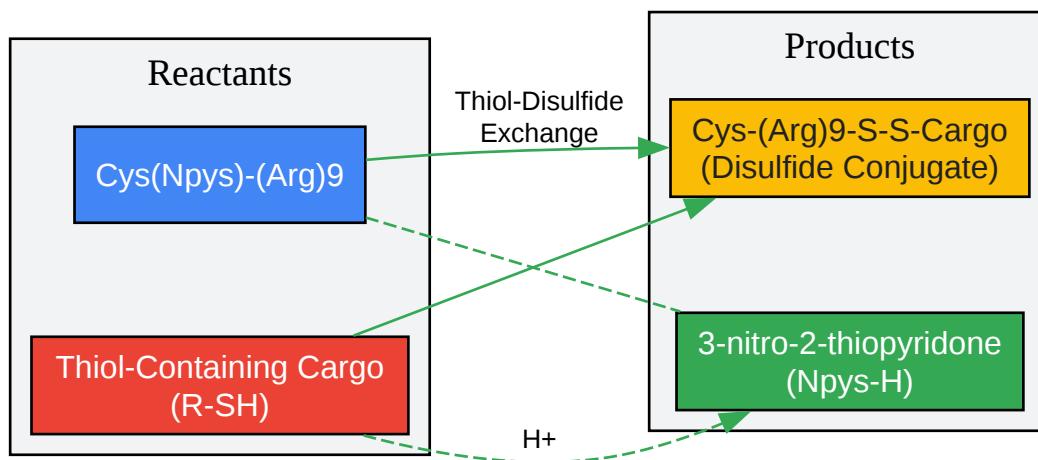 Reactants
Products
Thiol-Disulfide
Exchange
Cys(Npys)-(Arg)9
Cys-(Arg)9-S-S-Cargo
(Disulfide Conjugate)
Thiol-Containing Cargo
(R-SH)
3-nitro-2-thiopyridone
(Npys-H)
H+